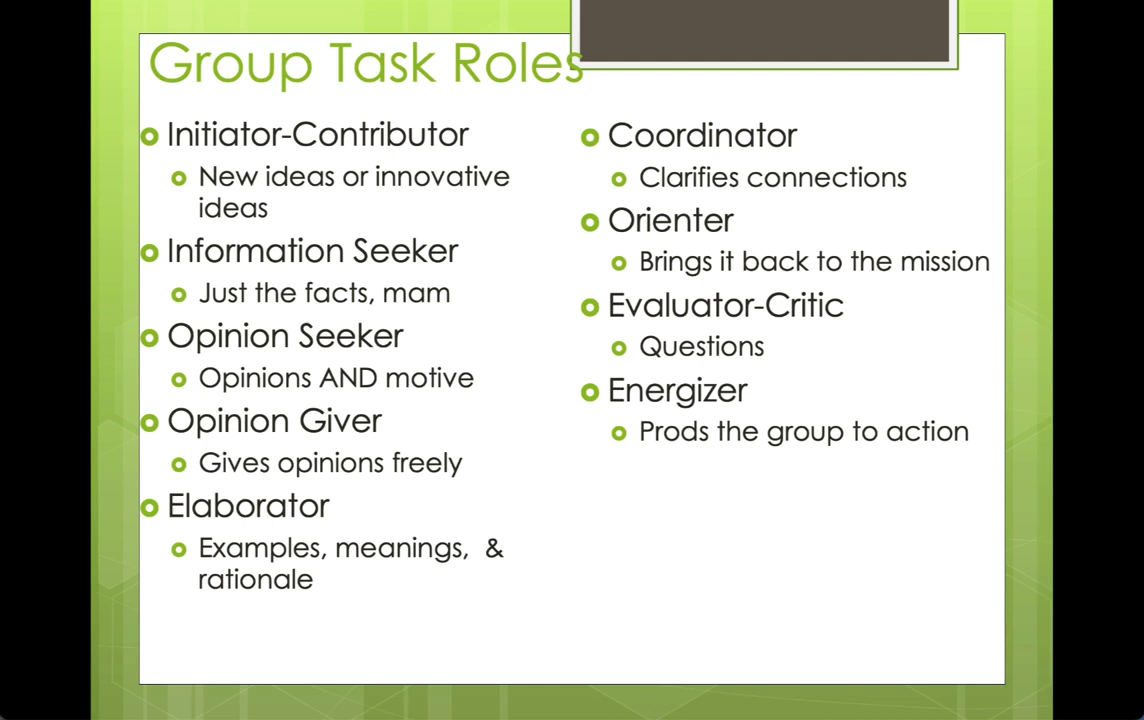 Group Task Roles
Initiator-Contributor
New ideas or innovative
ideas
Information Seeker
Just the facts, mam
Opinion Seeker
Opinions AND motive
Opinion Giver
Gives opinions freely
Elaborator
Examples, meanings,  &
rationale
Coordinator
Clarifies connections
Orienter
Brings it back to the mission
Evaluator-Critic
Questions
Energizer
Prods the group to action